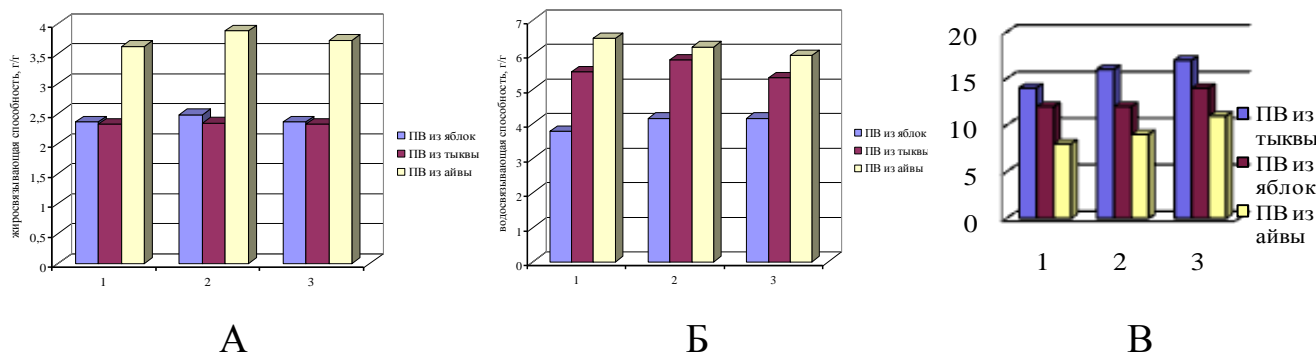 жиросвязывающая способность, г/г
4
3,5
3
2,5
2
1,5
1
0,5
0
1 2 3
ПВ из яблок
ПВ из тыквы
ПВ из айвы
А
водосвязывающая способность, г/г
7
6
5
4
3
2
1
0
1 2 3
ПВ из яблок
ПВ из тыквы
ПВ из айвы
Б
20
15
10
5
0
1 2 3
ПВ из
тыквы
ПВ из
яблок
ПВ из
айвы
В